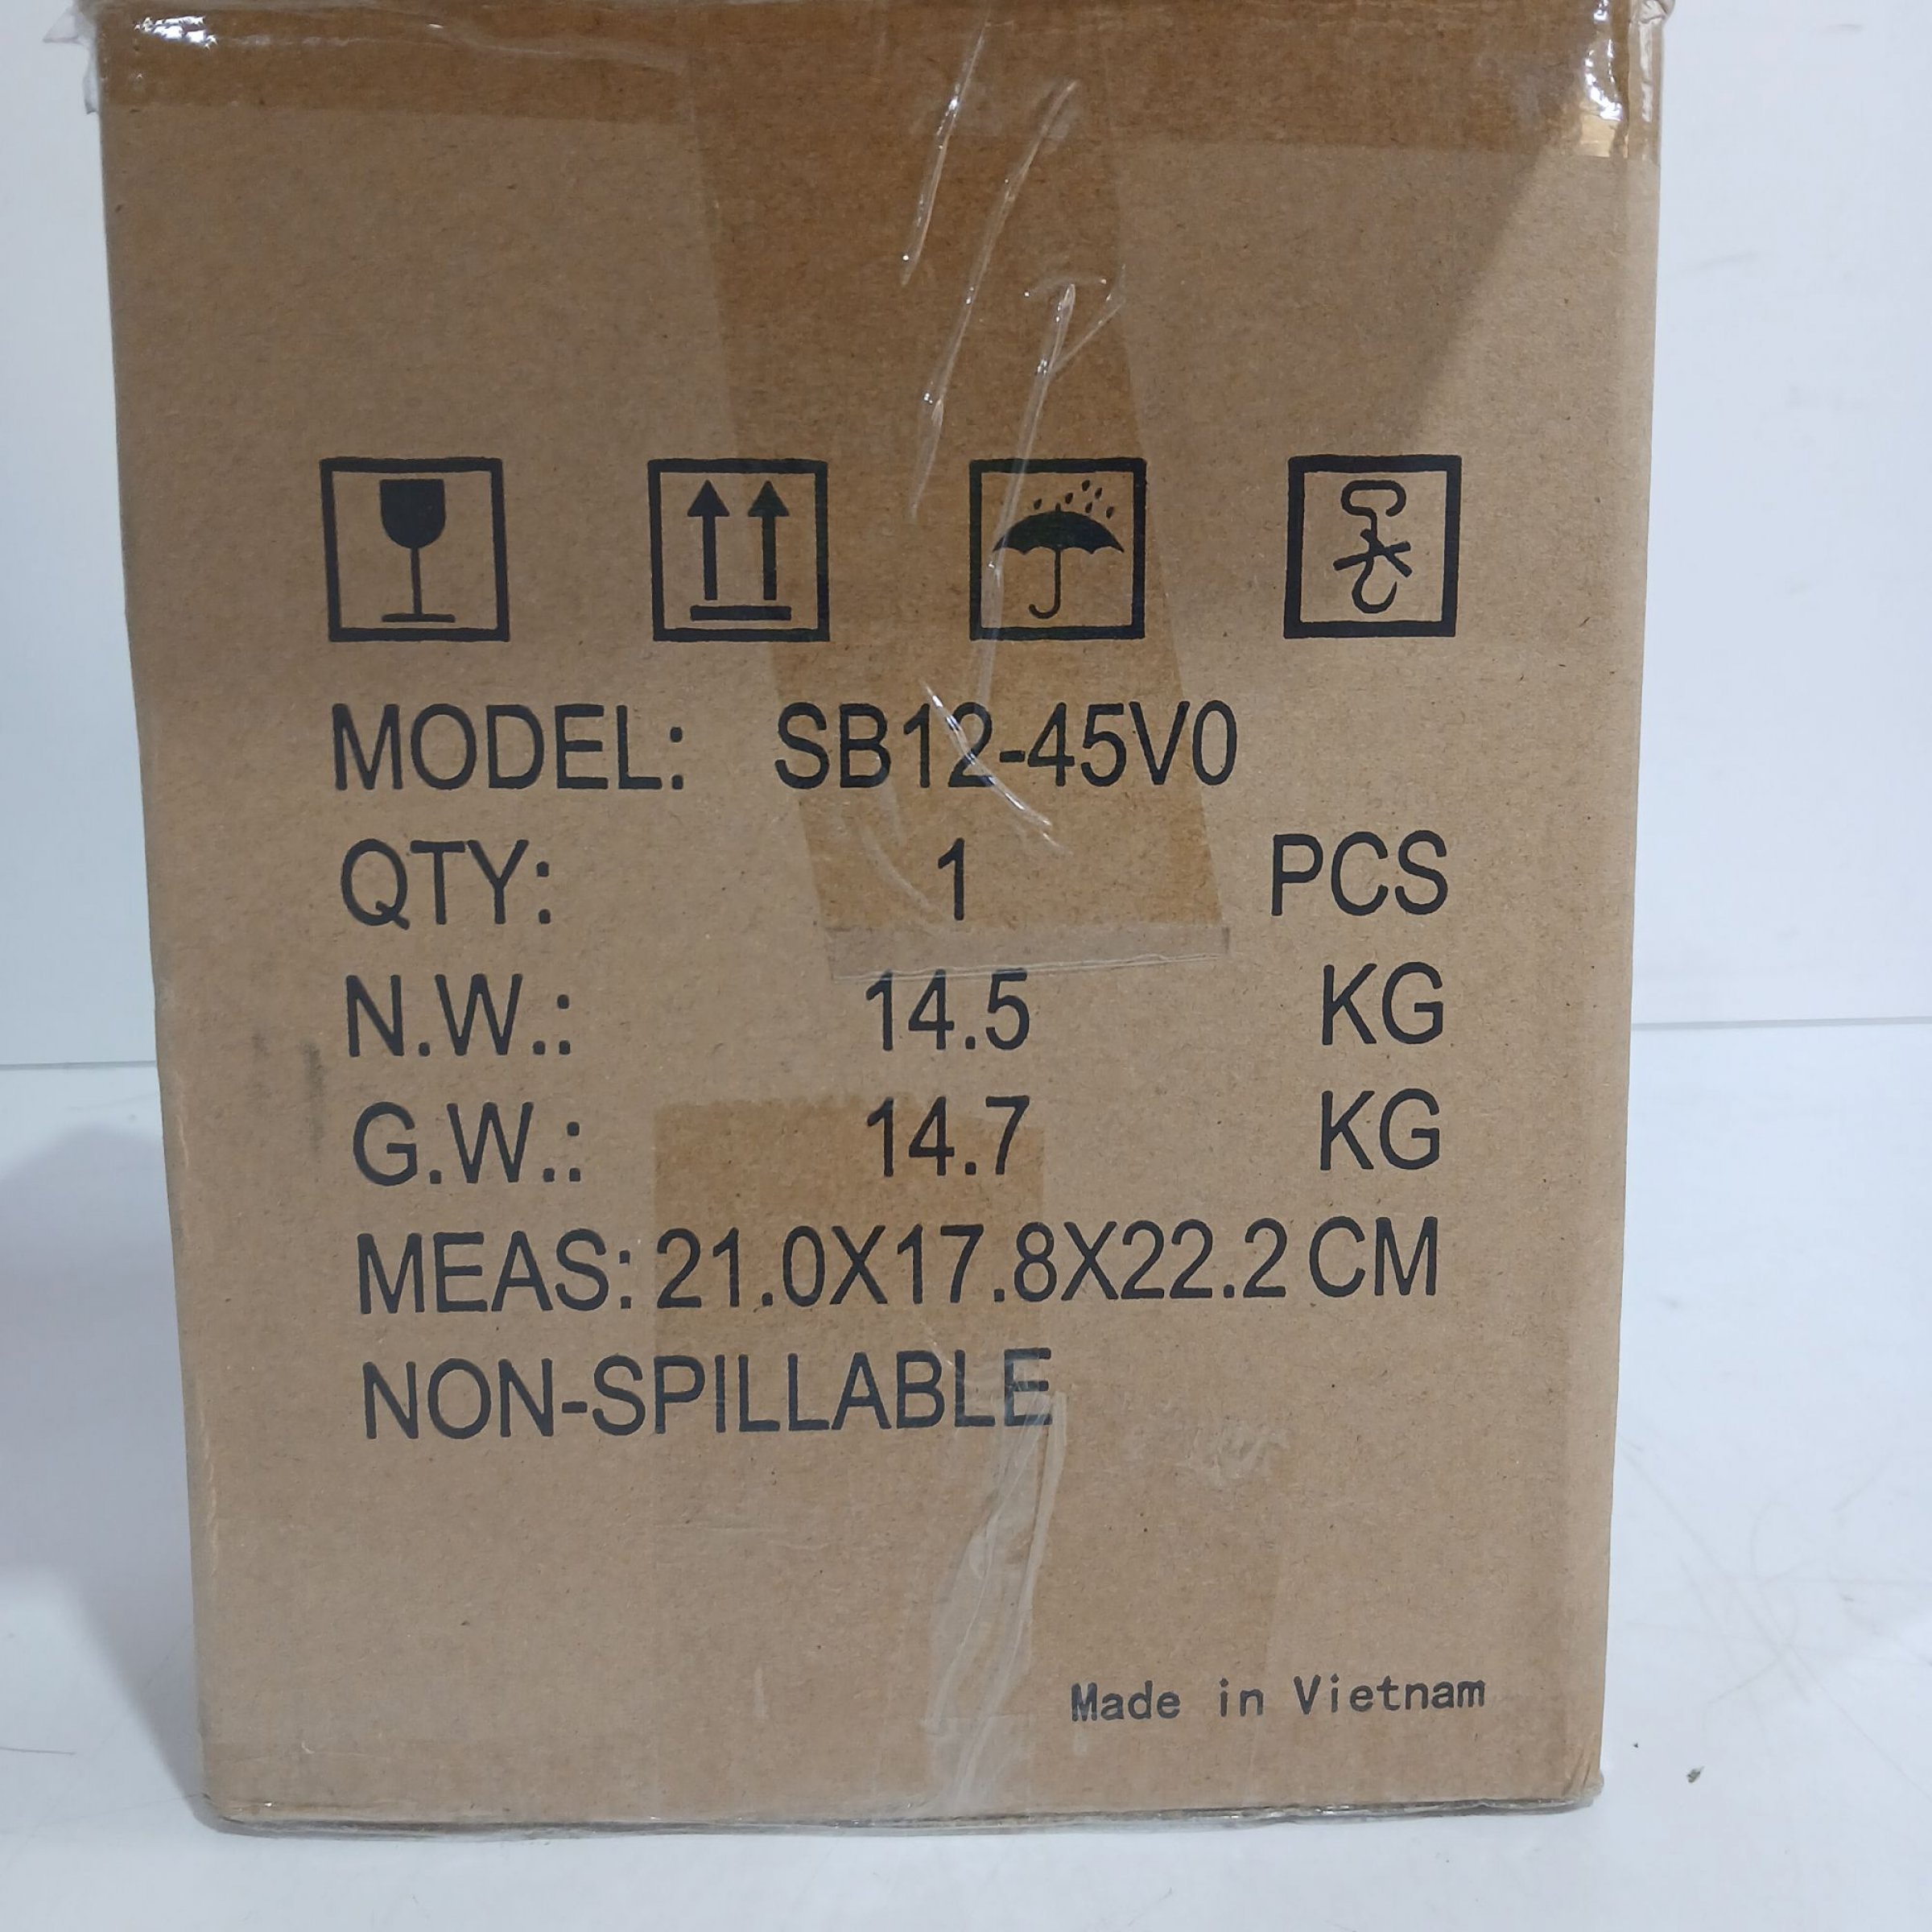 MODEL: SB12-45V0
QTY: 1 PCS
N.W.: 14.5 KG
G.W.: 14.7 KG
MEAS: 21.0X17.8X22.2 CM
NON-SPILLABLE
Made in Vietnam